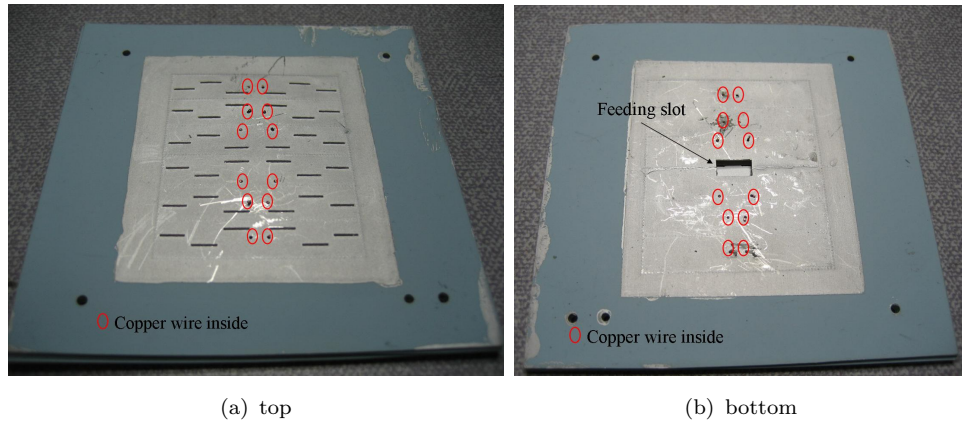 Feeding slot
Copper wire inside
Copper wire inside
(a) top
(b) bottom